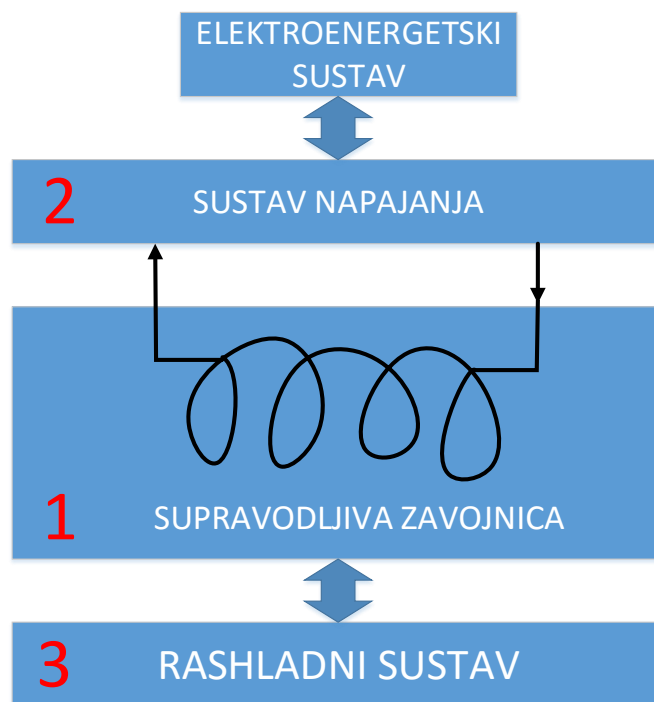 ELEKTROENERGETSKI
SUSTAV
2 SUSTAV NAPAJANJA
1 SUPRAVODLJIVA ZAVOJNICA
3 RASHLADNI SUSTAV